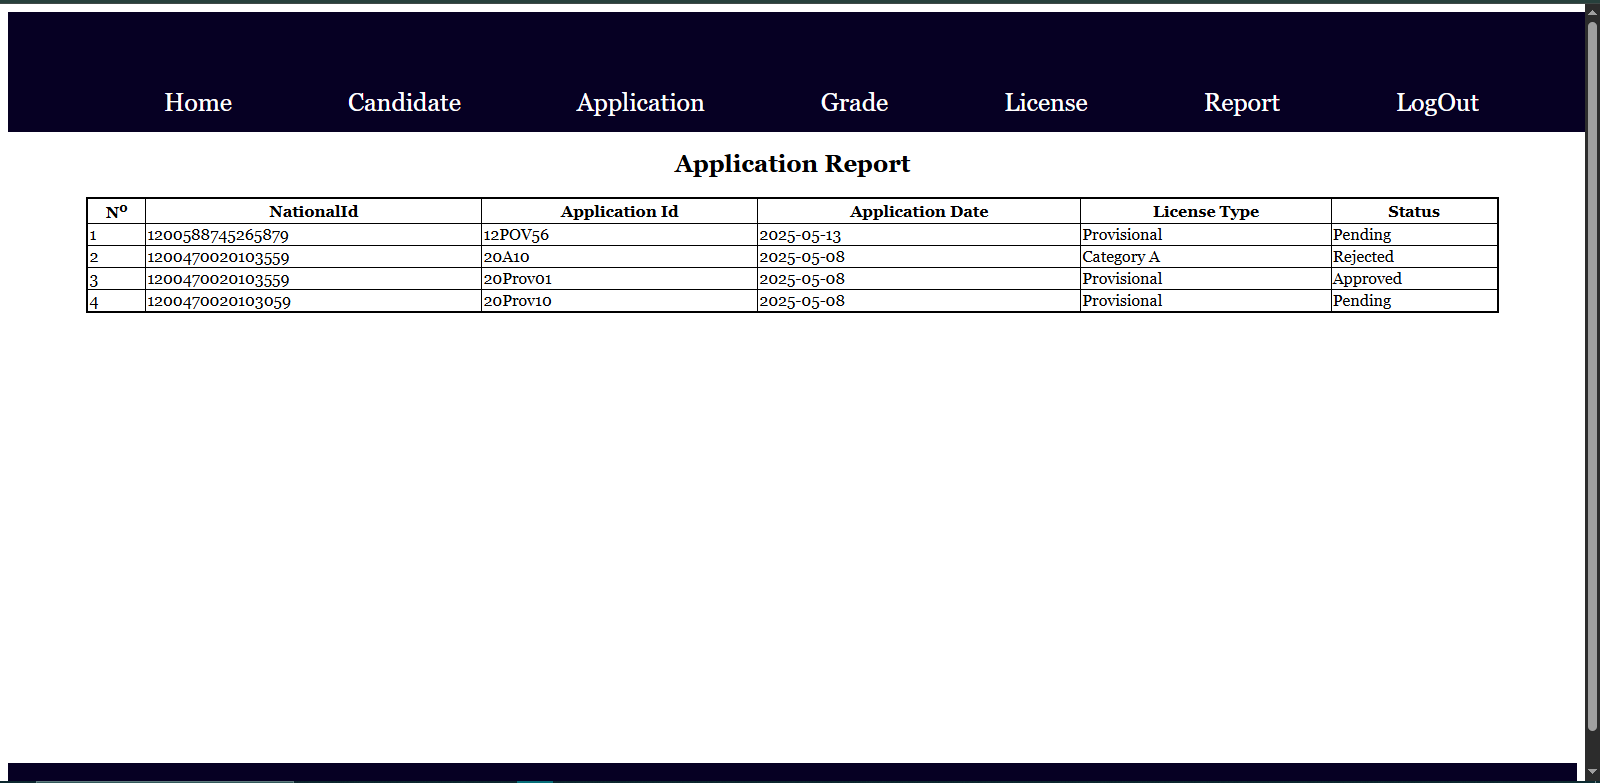 Home Candidate Application Grade License Report LogOut
Application Report
Nº NationalId Application Id Application Date License Type Status
1 1200588745265879 12POV56 2025-05-13 Provisional Pending
2 1200470020103559 20A10 2025-05-08 Category A Rejected
3 1200470020103559 20Prov01 2025-05-08 Provisional Approved
4 1200470020103059 20Prov10 2025-05-08 Provisional Pending